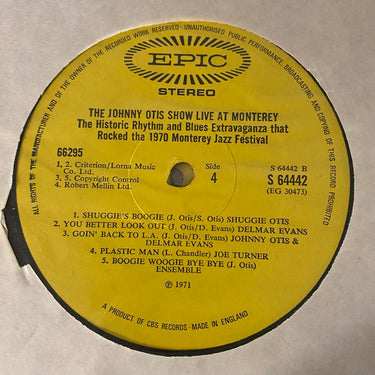 ALL RIGHTS OF THE MANUFACTURER AND OF THE OWNER OF THE RECORDED WORK RESERVED · UNAUTHORISED PUBLIC PERFORMANCE, BROADCASTING AND COPYING OF THIS RECORD PROHIBITED
EPIC
STEREO
THE JOHNNY OTIS SHOW LIVE AT MONTEREY
The Historic Rhythm and Blues Extravaganza that
Rocked the 1970 Monterey Jazz Festival
66295
1, 2. Criterion/Lorna Music
Co. Ltd.
3, 5. Copyright Control
4. Robert Mellin Ltd.
Side
4
S 64442 B
S 64442
(EG 30473)
1. SHUGGIE'S BOOGIE (J. Otis/S. Otis) SHUGGIE OTIS
2. YOU BETTER LOOK OUT (J. Otis/D. Evans) DELMAR EVANS
3. GOIN' BACK TO L.A. (J. Otis/D. Evans) JOHNNY OTIS &
DELMAR EVANS
4. PLASTIC MAN (L. Chandler) JOE TURNER
5. BOOGIE WOOGIE BYE BYE (J. Otis)
ENSEMBLE
℗ 1971
A PRODUCT OF CBS RECORDS · MADE IN ENGLAND